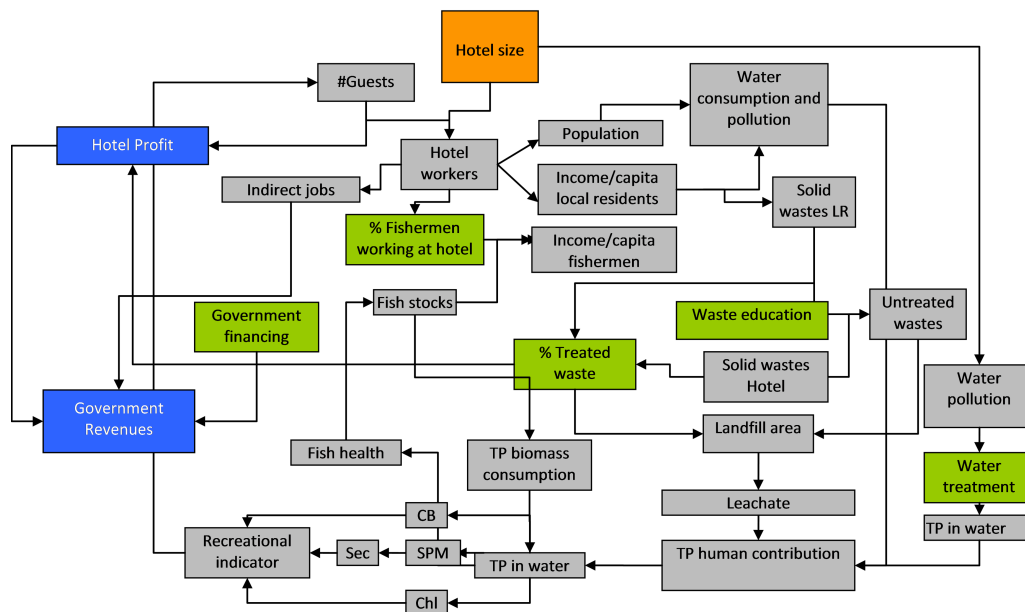 Hotel size
#Guests
Water
consumption and
pollution
Population
Hotel Profit
Hotel
workers
Indirect jobs
Income/capita
local residents
Solid
wastes LR
% Fishermen
working at hotel
Income/capita
fishermen
Fish stocks
Government
financing
Waste education
Untreated
wastes
% Treated
waste
Solid wastes
Hotel
Water
pollution
Government
Revenues
Landfill area
Fish health
TP biomass
consumption
Water
treatment
Leachate
CB
TP in water
Recreational
indicator
Sec
SPM
TP in water
TP human contribution
Chl